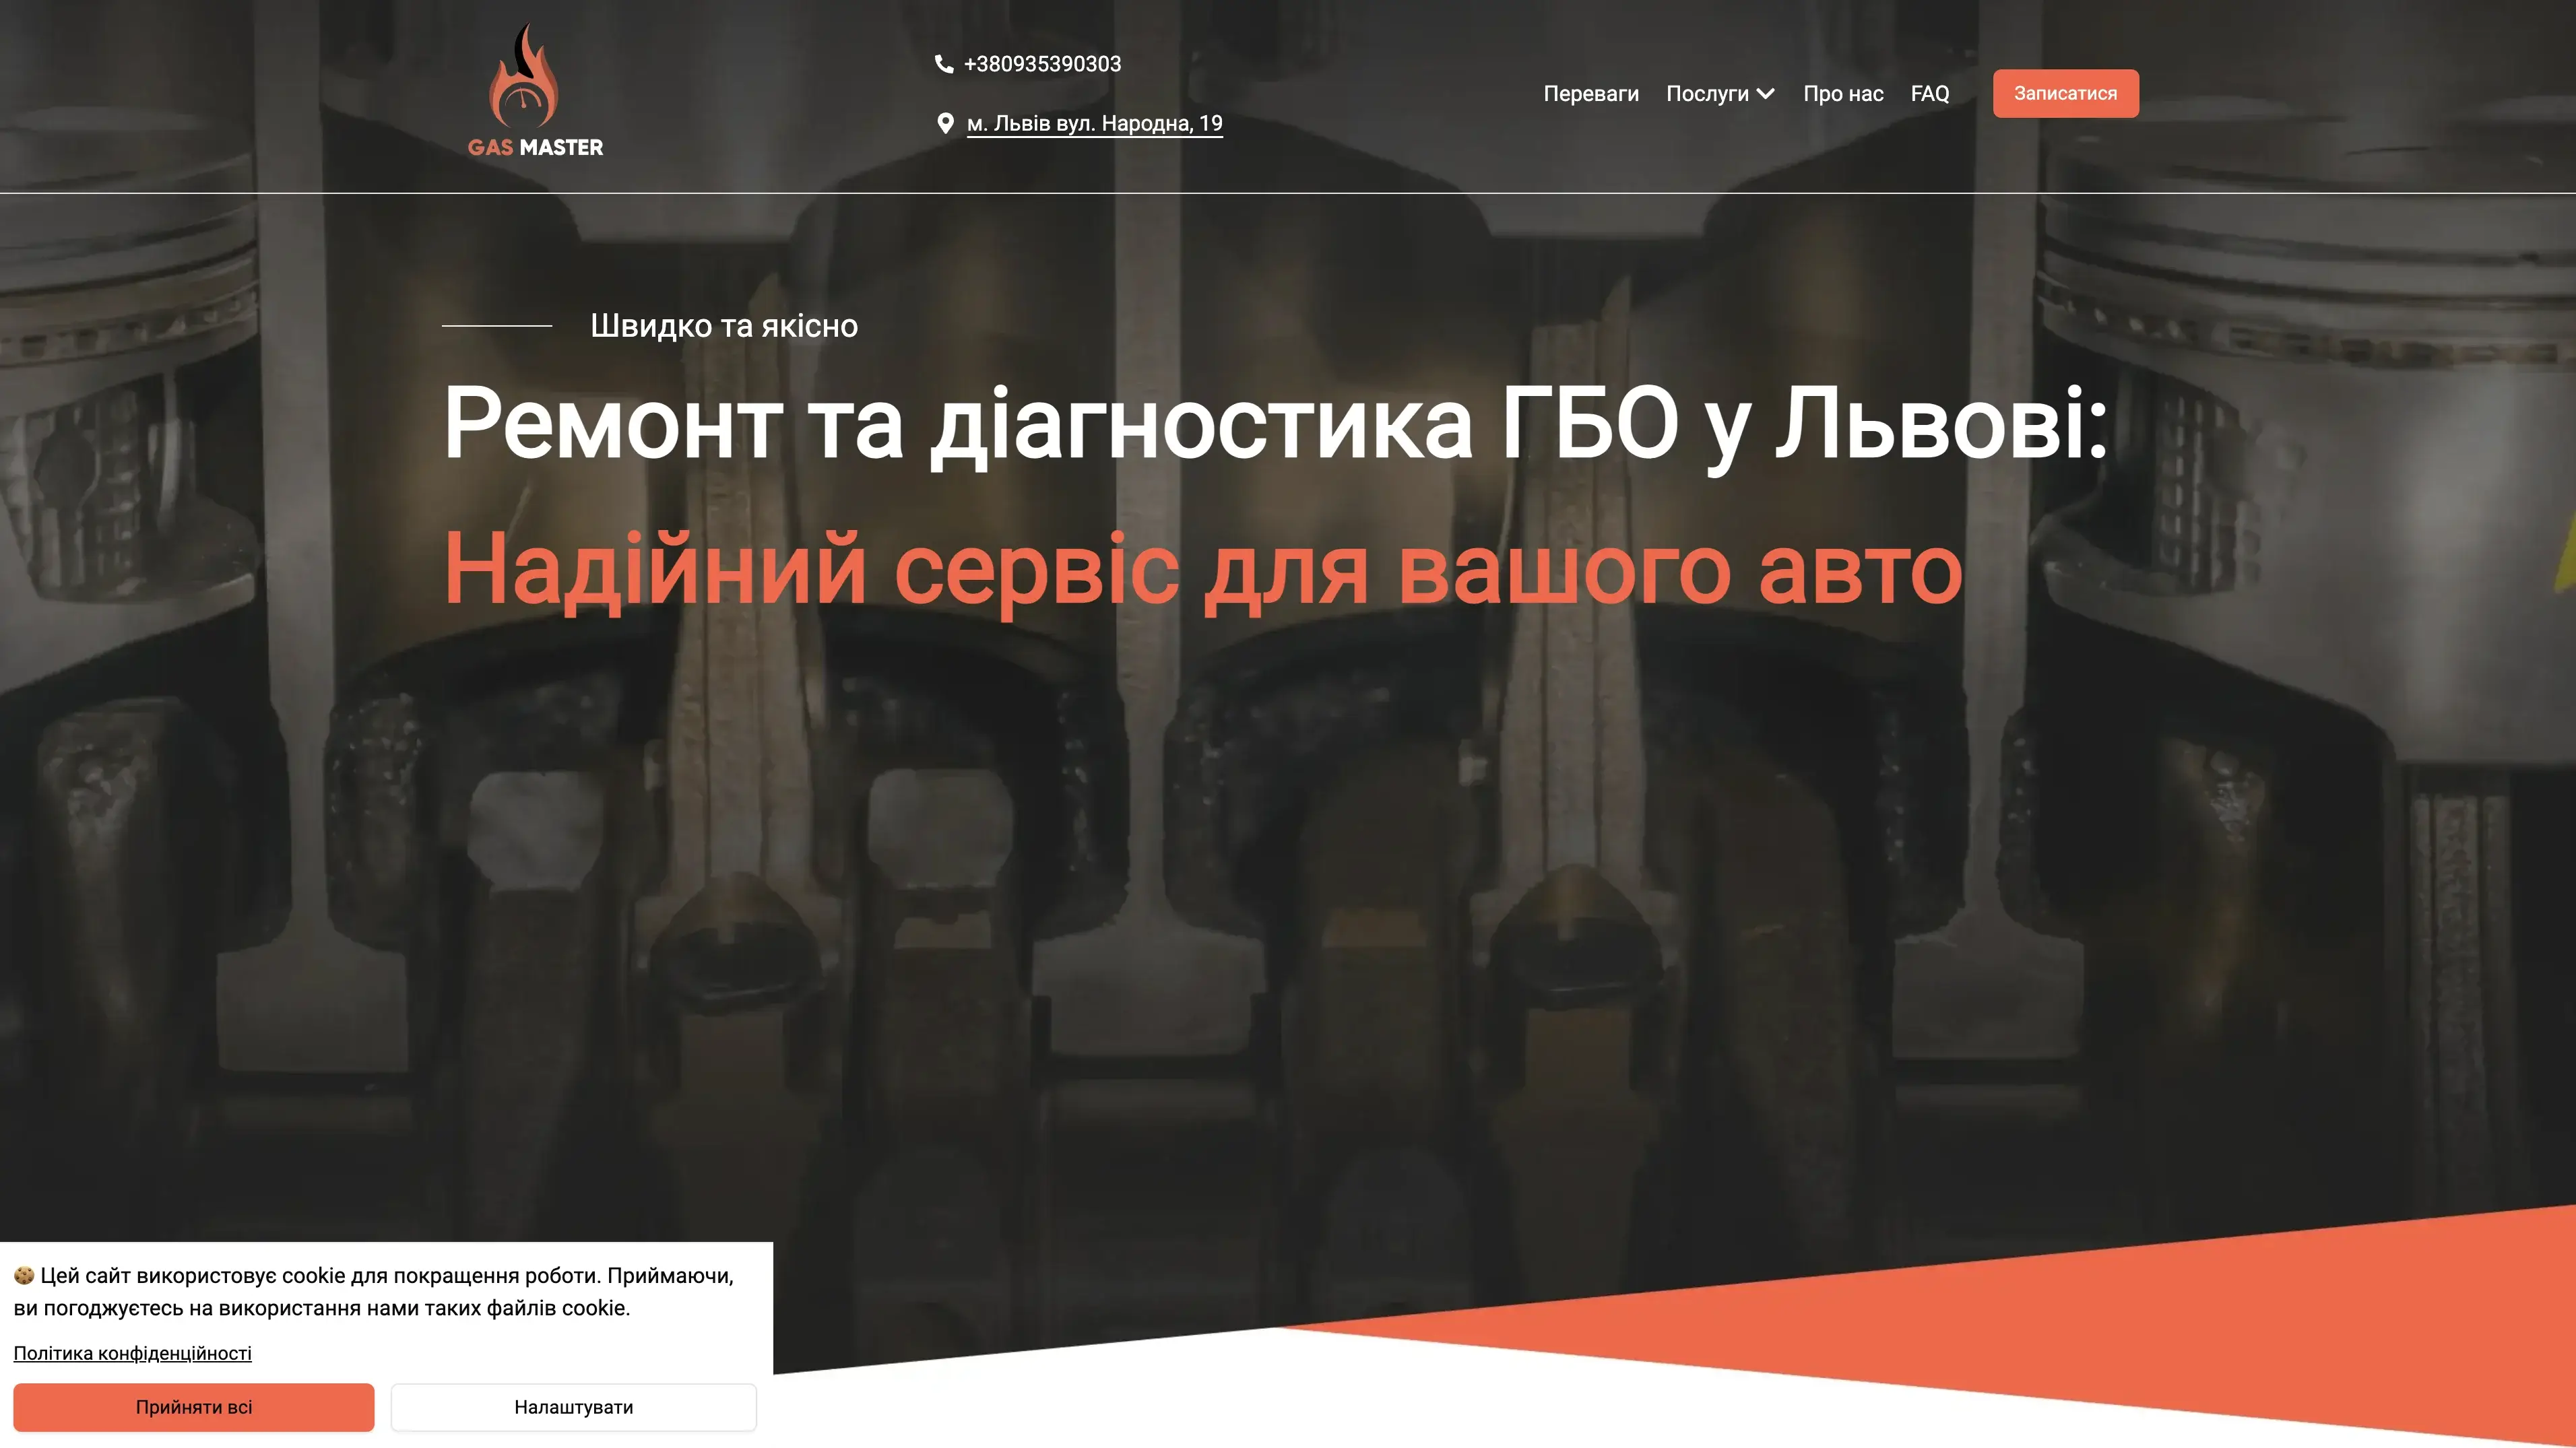 GAS MASTER
+380935390303
м. Львів вул. Народна, 19
Переваги
Послуги
Про нас
FAQ
Записатися
Швидко та якісно
Ремонт та діагностика ГБО у Львові:
Надійний сервіс для вашого авто
Цей сайт використовує cookie для покращення роботи. Приймаючи,
ви погоджуєтесь на використання нами таких файлів cookie.
Політика конфіденційності
Прийняти всі
Налаштувати